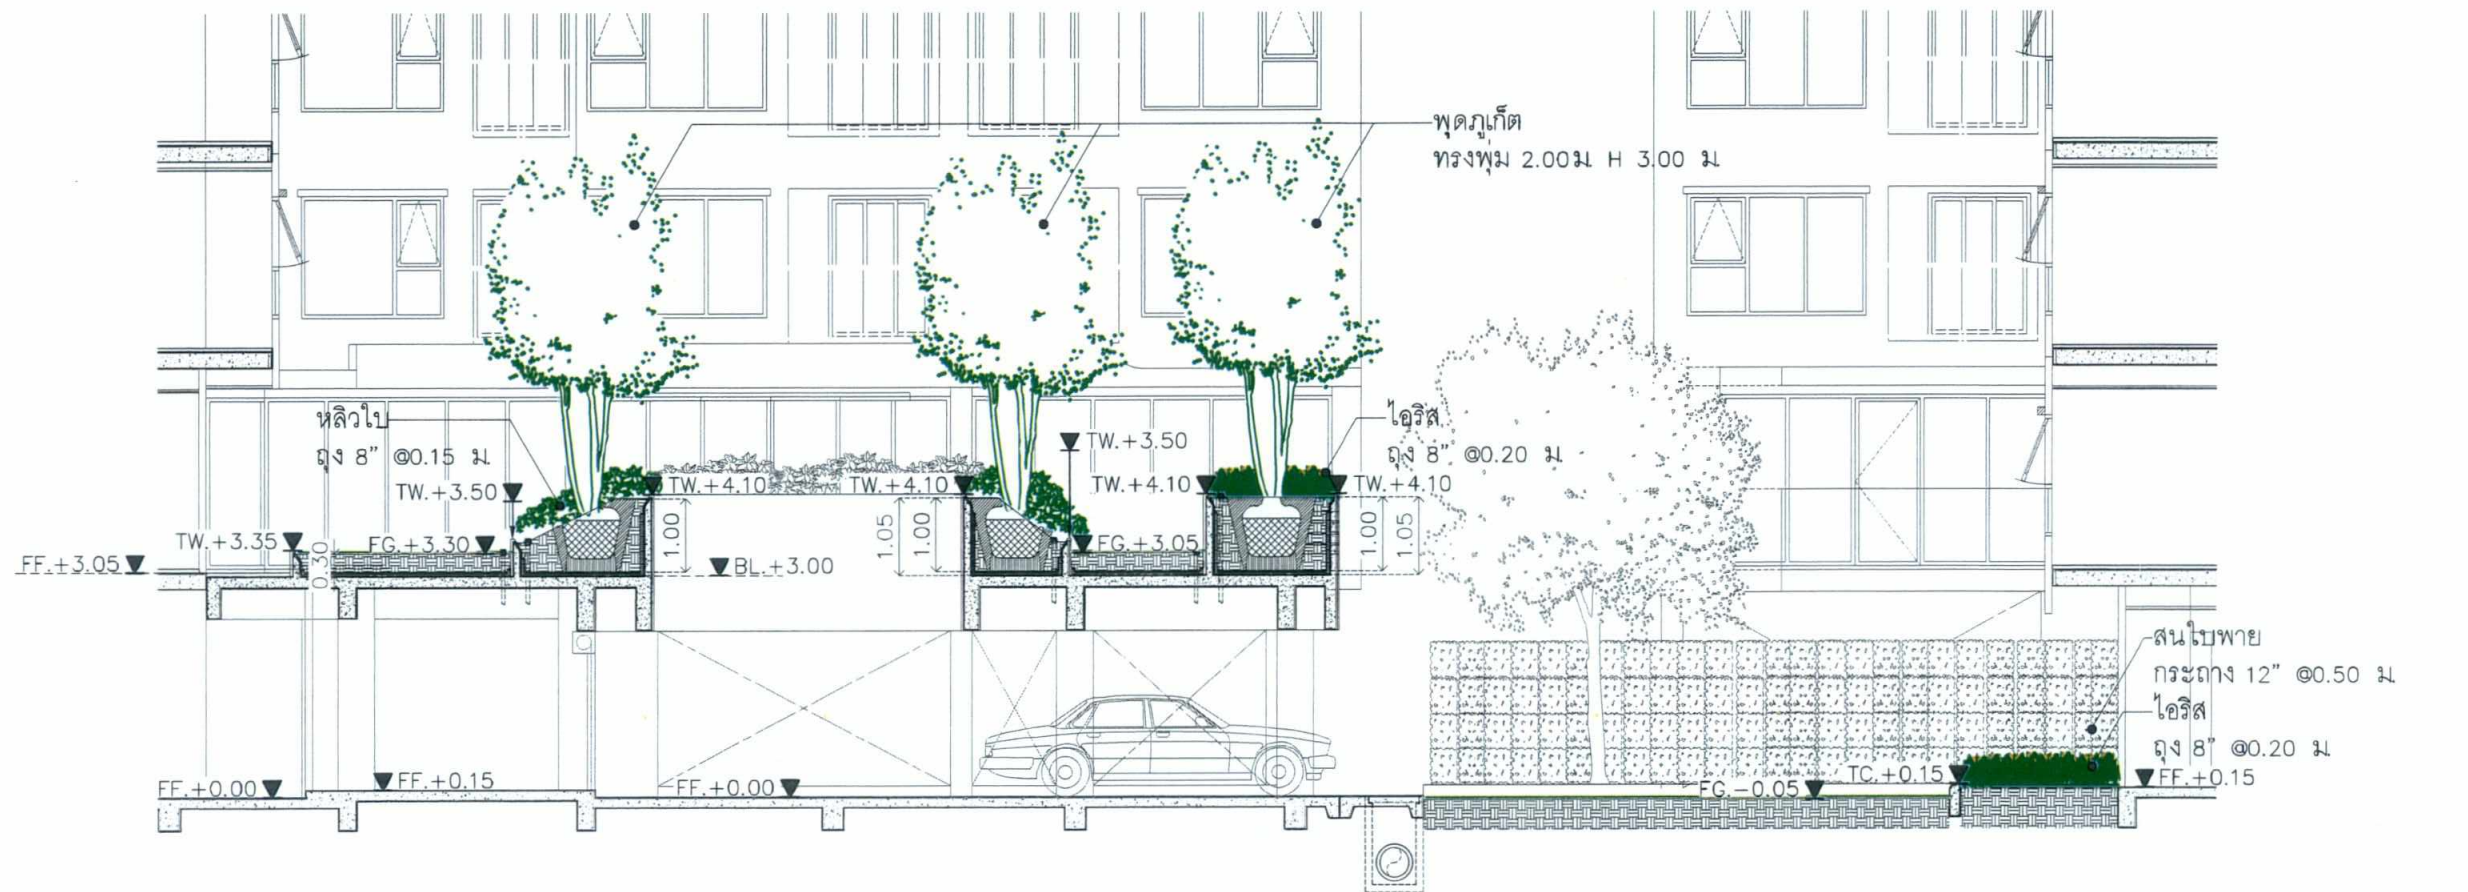 พุดภูเก็ต
ทรงพุ่ม 2.00ม H 3.00 ม.
หลิวใบ
ถุง 8" @0.15 ม.
ไอริส
ถุง 8" @0.20 ม.
TW.+3.50
TW.+3.50
TW.+4.10
TW.+4.10
TW.+4.10
TW.+4.10
TW.+3.35
FG.+3.30
FG.+3.05
FF.+3.05
0.30
1.00
1.05
1.00
1.00
1.05
BL.+3.00
สนใบพาย
กระถาง 12" @0.50 ม.
ไอริส
ถุง 8" @0.20 ม.
FF.+0.00
FF.+0.15
FF.+0.00
FG.-0.05
TC.+0.15
FF.+0.15